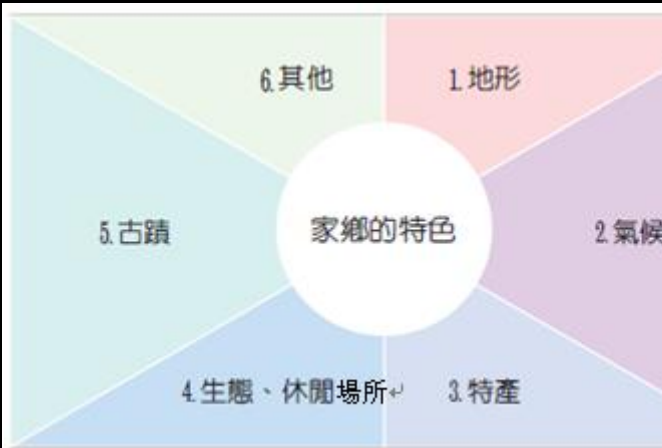 6.其他
1.地形
家鄉的特色
5.古蹟
2.氣候
4.生態、休閒場所↵
3.特產